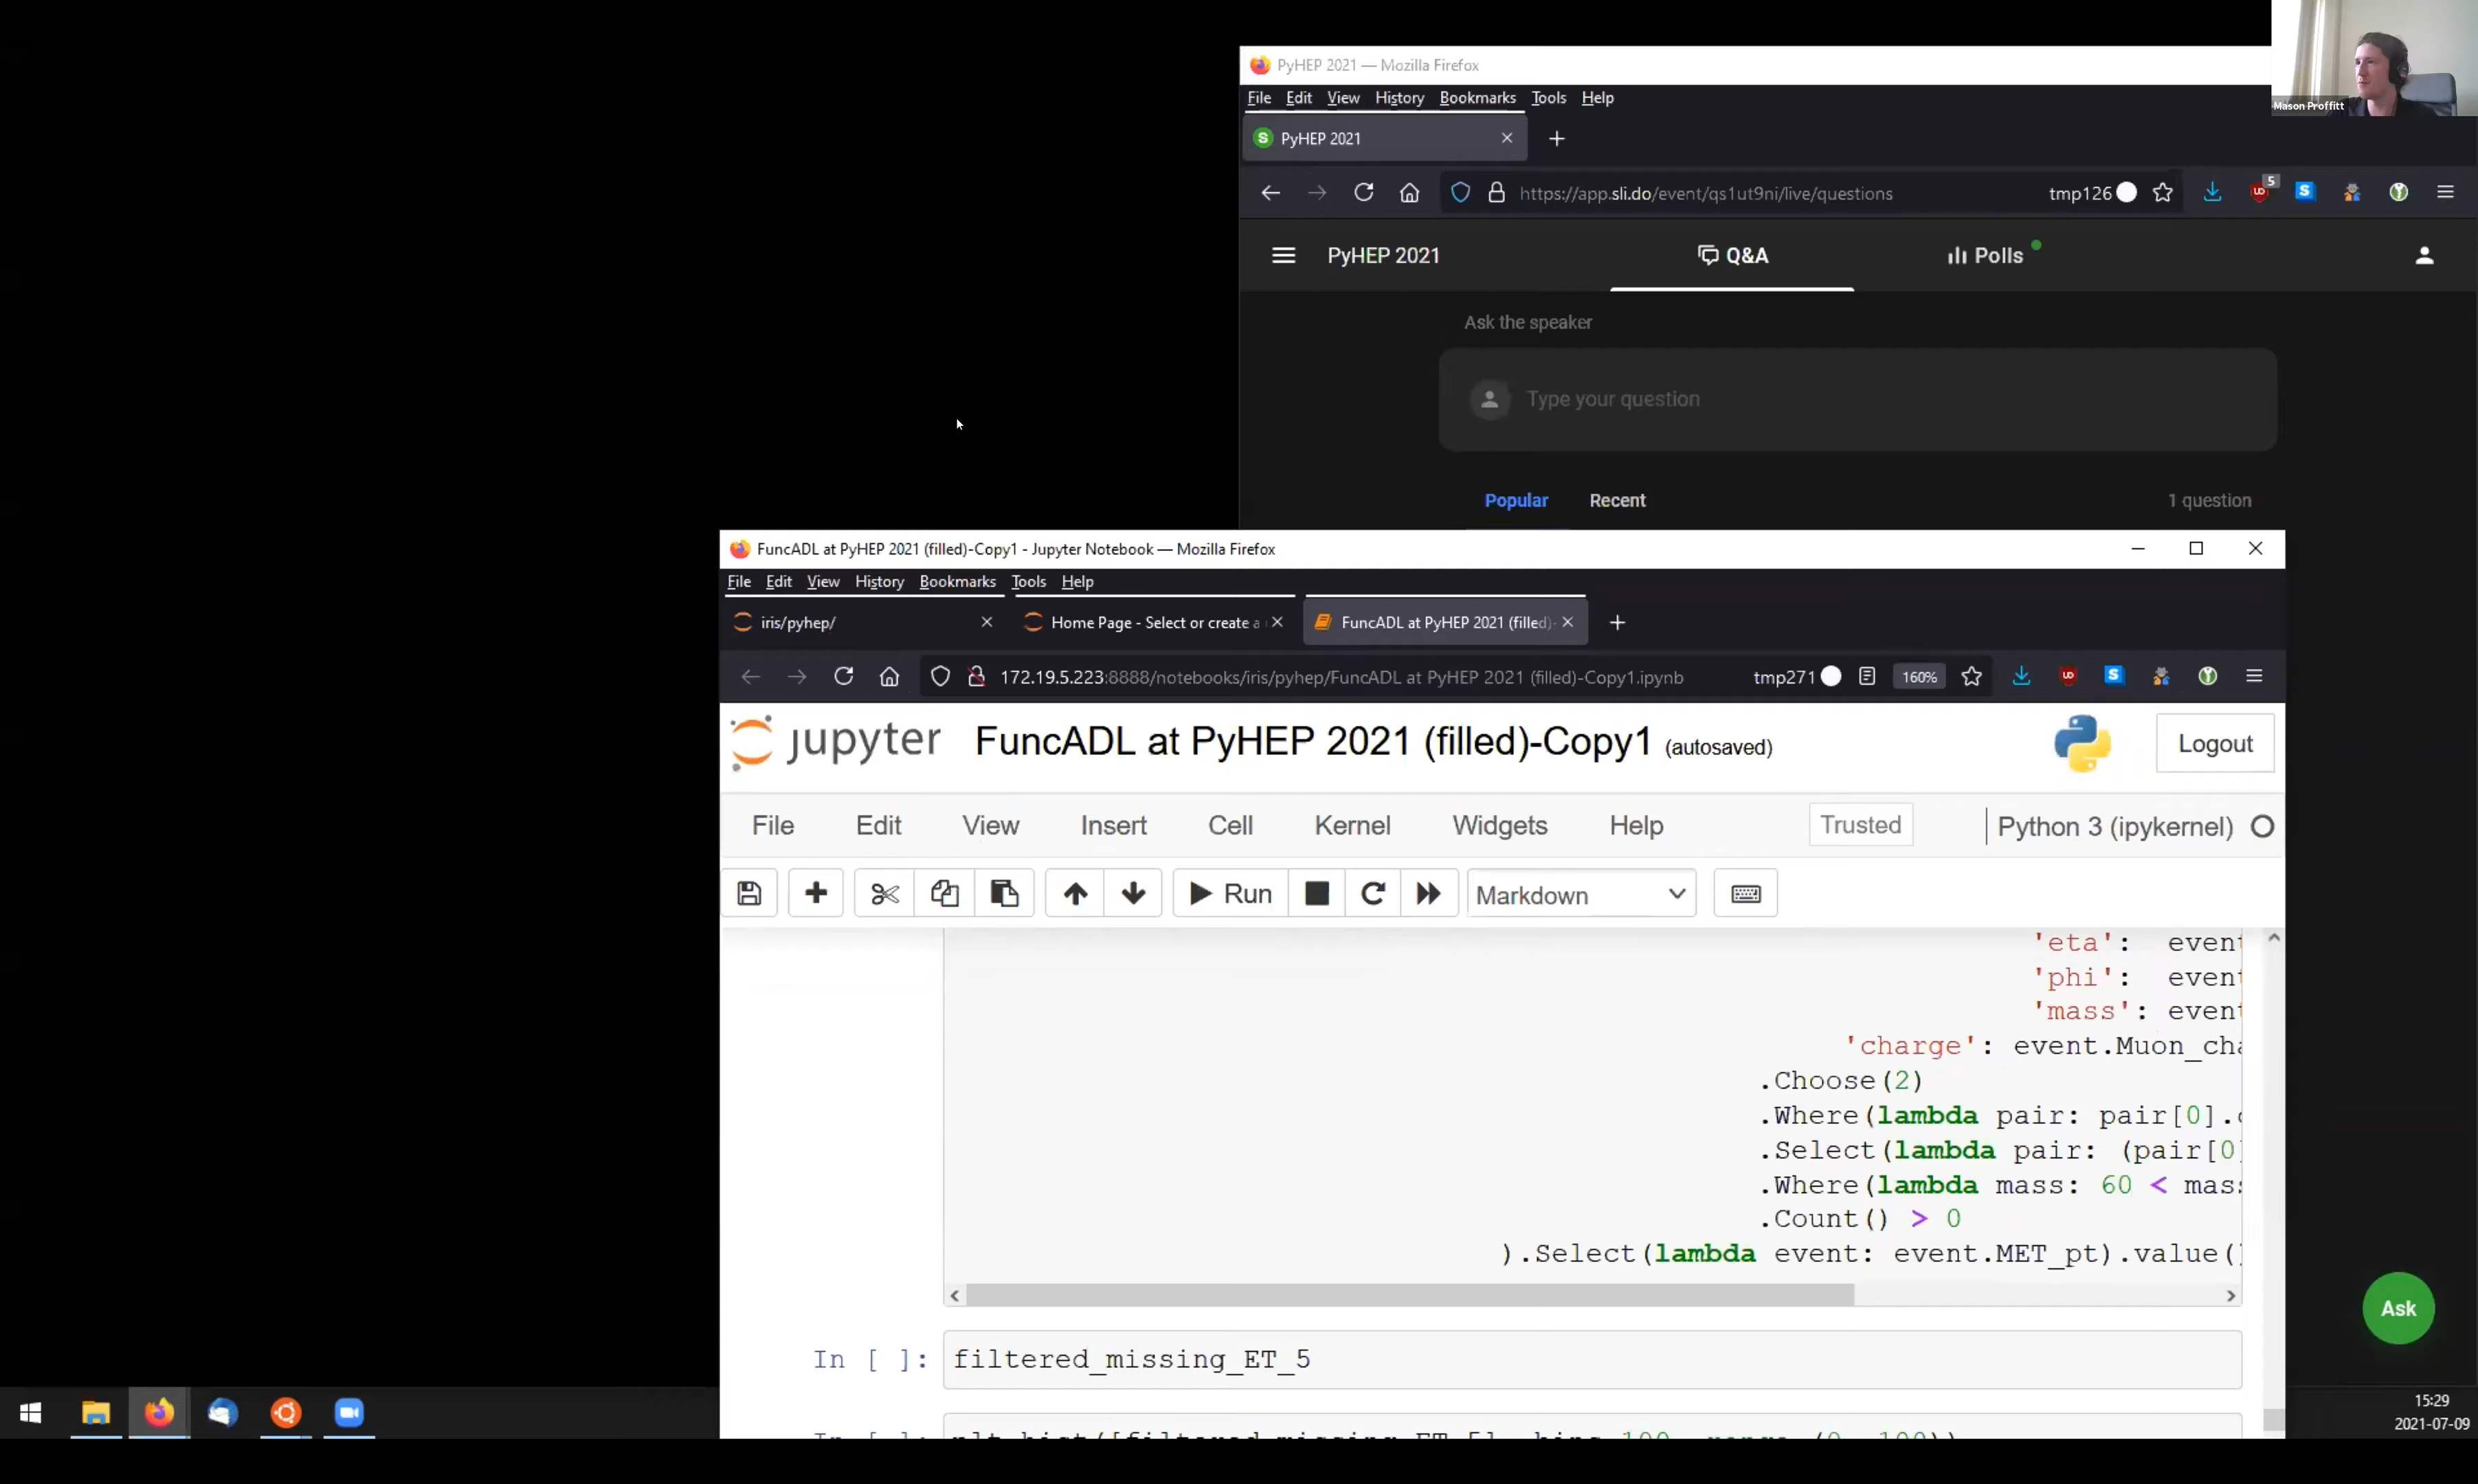 PyHEP 2021 — Mozilla Firefox
File Edit View History Bookmarks Tools Help
Mason Proffitt
PyHEP 2021
https://app.sli.do/event/qs1ut9ni/live/questions
tmp126
5
PyHEP 2021
Q&A
Polls
Ask the speaker
Type your question
Popular
Recent
1 question
FuncADL at PyHEP 2021 (filled)-Copy1 - Jupyter Notebook — Mozilla Firefox
File Edit View History Bookmarks Tools Help
iris/pyhep/
Home Page - Select or create a
FuncADL at PyHEP 2021 (filled)-
172.19.5.223:8888/notebooks/iris/pyhep/FuncADL at PyHEP 2021 (filled)-Copy1.ipynb
tmp271
160%
jupyter
FuncADL at PyHEP 2021 (filled)-Copy1 (autosaved)
Logout
File Edit View Insert Cell Kernel Widgets Help
Trusted
Python 3 (ipykernel)
Run
Markdown
'eta': event
'phi': event
'mass': event
'charge': event.Muon_cha
.Choose(2)
.Where(lambda pair: pair[0].
.Select(lambda pair: (pair[0]
.Where(lambda mass: 60 < mass
.Count() > 0
).Select(lambda event: event.MET_pt).value()
In [ ]: filtered_missing_ET_5
Ask
15:29
2021-07-09